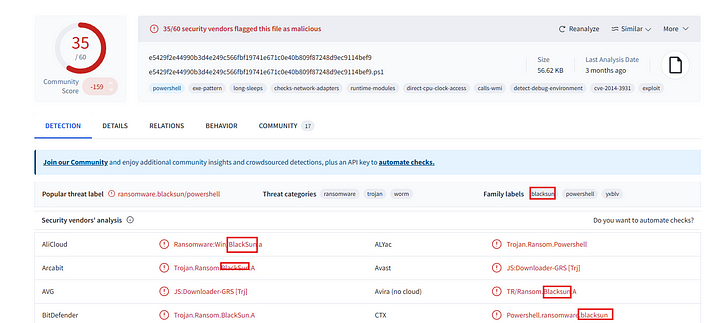 35
/ 60
Community
Score
-159
35/60 security vendors flagged this file as malicious
Reanalyze
Similar
More
e5429f2e44990b3d4e249c566fbf19741e671c0e40b809f87248d9ec9114bef9
e5429f2e44990b3d4e249c566fbf19741e671c0e40b809f87248d9ec9114bef9.ps1
Size
56.62 KB
Last Analysis Date
3 months ago
powershell exe-pattern long-sleeps checks-network-adapters runtime-modules direct-cpu-clock-access calls-wmi detect-debug-environment cve-2014-3931 exploit
DETECTION DETAILS RELATIONS BEHAVIOR COMMUNITY 17
Join our Community and enjoy additional community insights and crowdsourced detections, plus an API key to automate checks.
Popular threat label ransomware.blacksun/powershell Threat categories ransomware trojan worm Family labels blacksun powershell yxblv
Security vendors' analysis Do you want to automate checks?
AliCloud Ransomware:Win/BlackSun.a ALYac Trojan.Ransom.Powershell
Arcabit Trojan.Ransom.BlackSun.A Avast JS:Downloader-GRS [Trj]
AVG JS:Downloader-GRS [Trj] Avira (no cloud) TR/Ransom.Blacksun.A
BitDefender Trojan.Ransom.BlackSun.A CTX Powershell.ransomware.blacksun